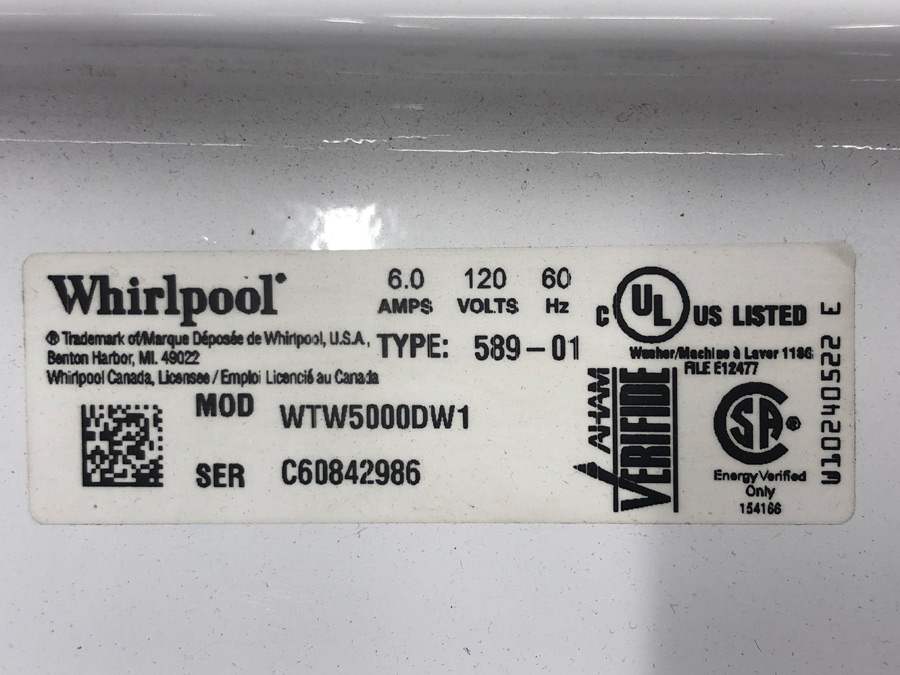 Whirlpool®
® Trademark of/Marque Déposée de Whirlpool, U.S.A.,
Benton Harbor, MI. 49022
Whirlpool Canada, Licensee / Emploi Licencié au Canada
6.0 120 60
AMPS VOLTS Hz
TYPE: 589-01
MOD WTW5000DW1
SER C60842986
C UL US LISTED
Washer/Machine à Laver 118G
FILE E12477
AHAM
VERIFIDE
CSA®
Energy Verified
Only
154166
W10240522 E